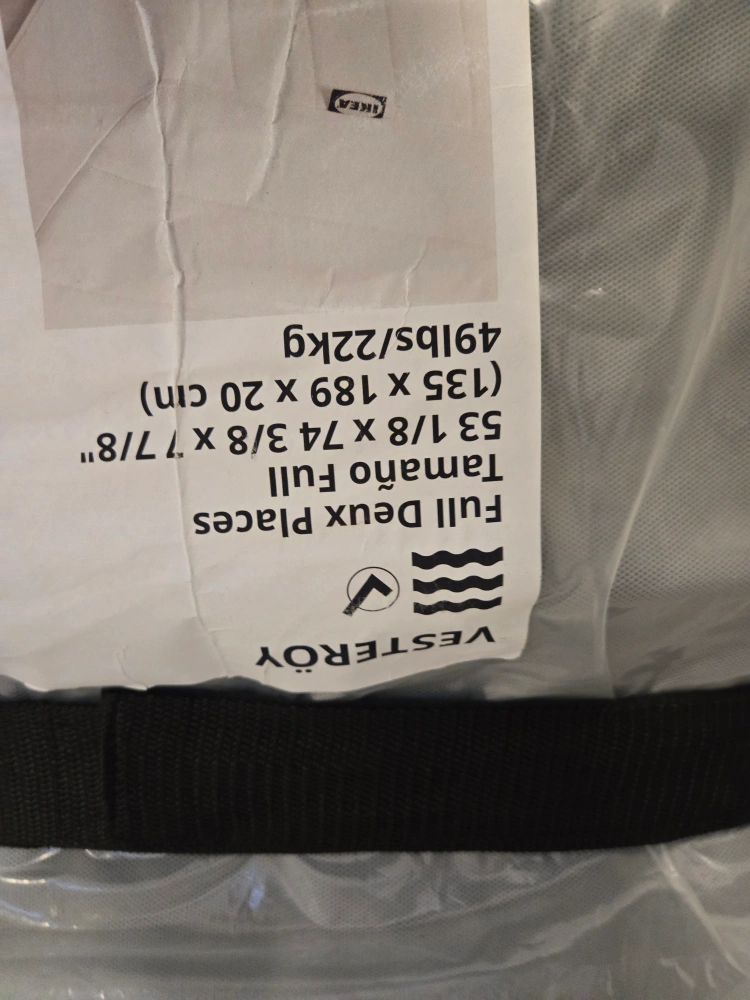 VESTERÖY
Full Deux Places
Tamaño Full
53 1/8 x 74 3/8 x 7 7/8"
(135 x 189 x 20 cm)
49lbs/22kg
IKEA